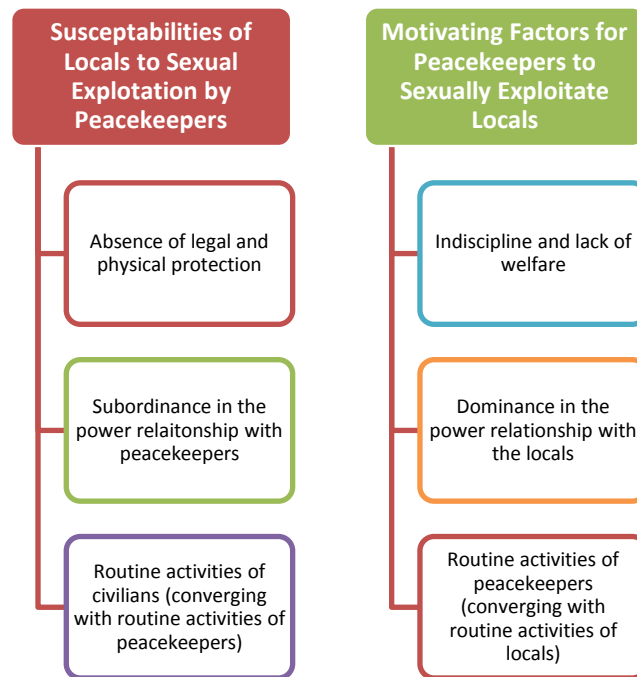 Susceptabilities of
Locals to Sexual
Explotation by
Peacekeepers
Absence of legal and
physical protection
Subordinance in the
power relaitonship with
peacekeepers
Routine activities of
civilians (converging
with routine activities of
peacekeepers)
Motivating Factors for
Peacekeepers to
Sexually Exploitate
Locals
Indiscipline and lack of
welfare
Dominance in the
power relationship with
the locals
Routine activities of
peacekeepers
(converging with
routine activities of
locals)